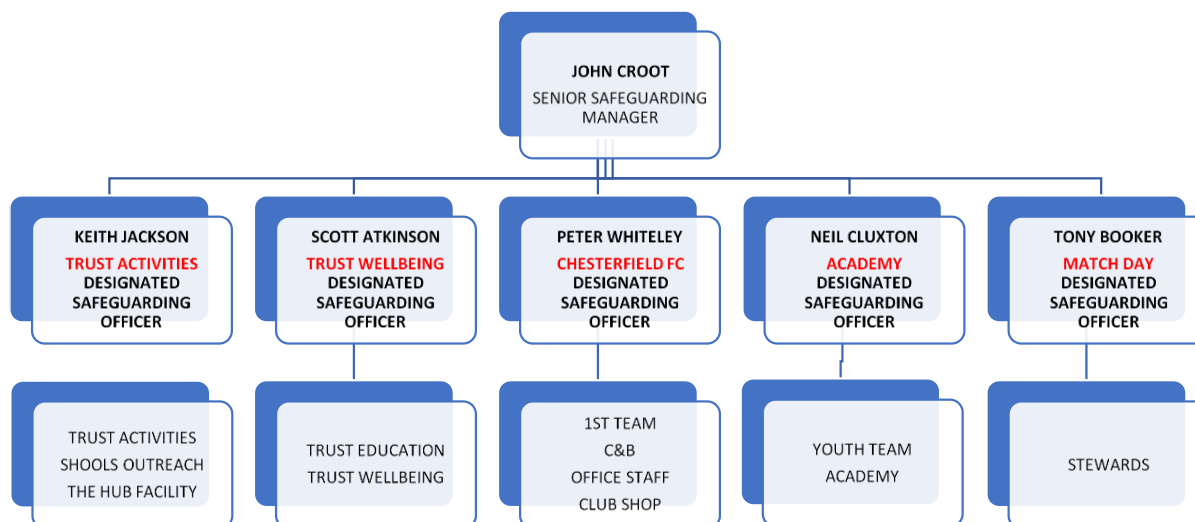 JOHN CROOT
SENIOR SAFEGUARDING
MANAGER
KEITH JACKSON
TRUST ACTIVITIES
DESIGNATED
SAFEGUARDING
OFFICER
SCOTT ATKINSON
TRUST WELLBEING
DESIGNATED
SAFEGUARDING
OFFICER
PETER WHITELEY
CHESTERFIELD FC
DESIGNATED
SAFEGUARDING
OFFICER
NEIL CLUXTON
ACADEMY
DESIGNATED
SAFEGUARDING
OFFICER
TONY BOOKER
MATCH DAY
DESIGNATED
SAFEGUARDING
OFFICER
TRUST ACTIVITIES
SHOOLS OUTREACH
THE HUB FACILITY
TRUST EDUCATION
TRUST WELLBEING
1ST TEAM
C&B
OFFICE STAFF
CLUB SHOP
YOUTH TEAM
ACADEMY
STEWARDS